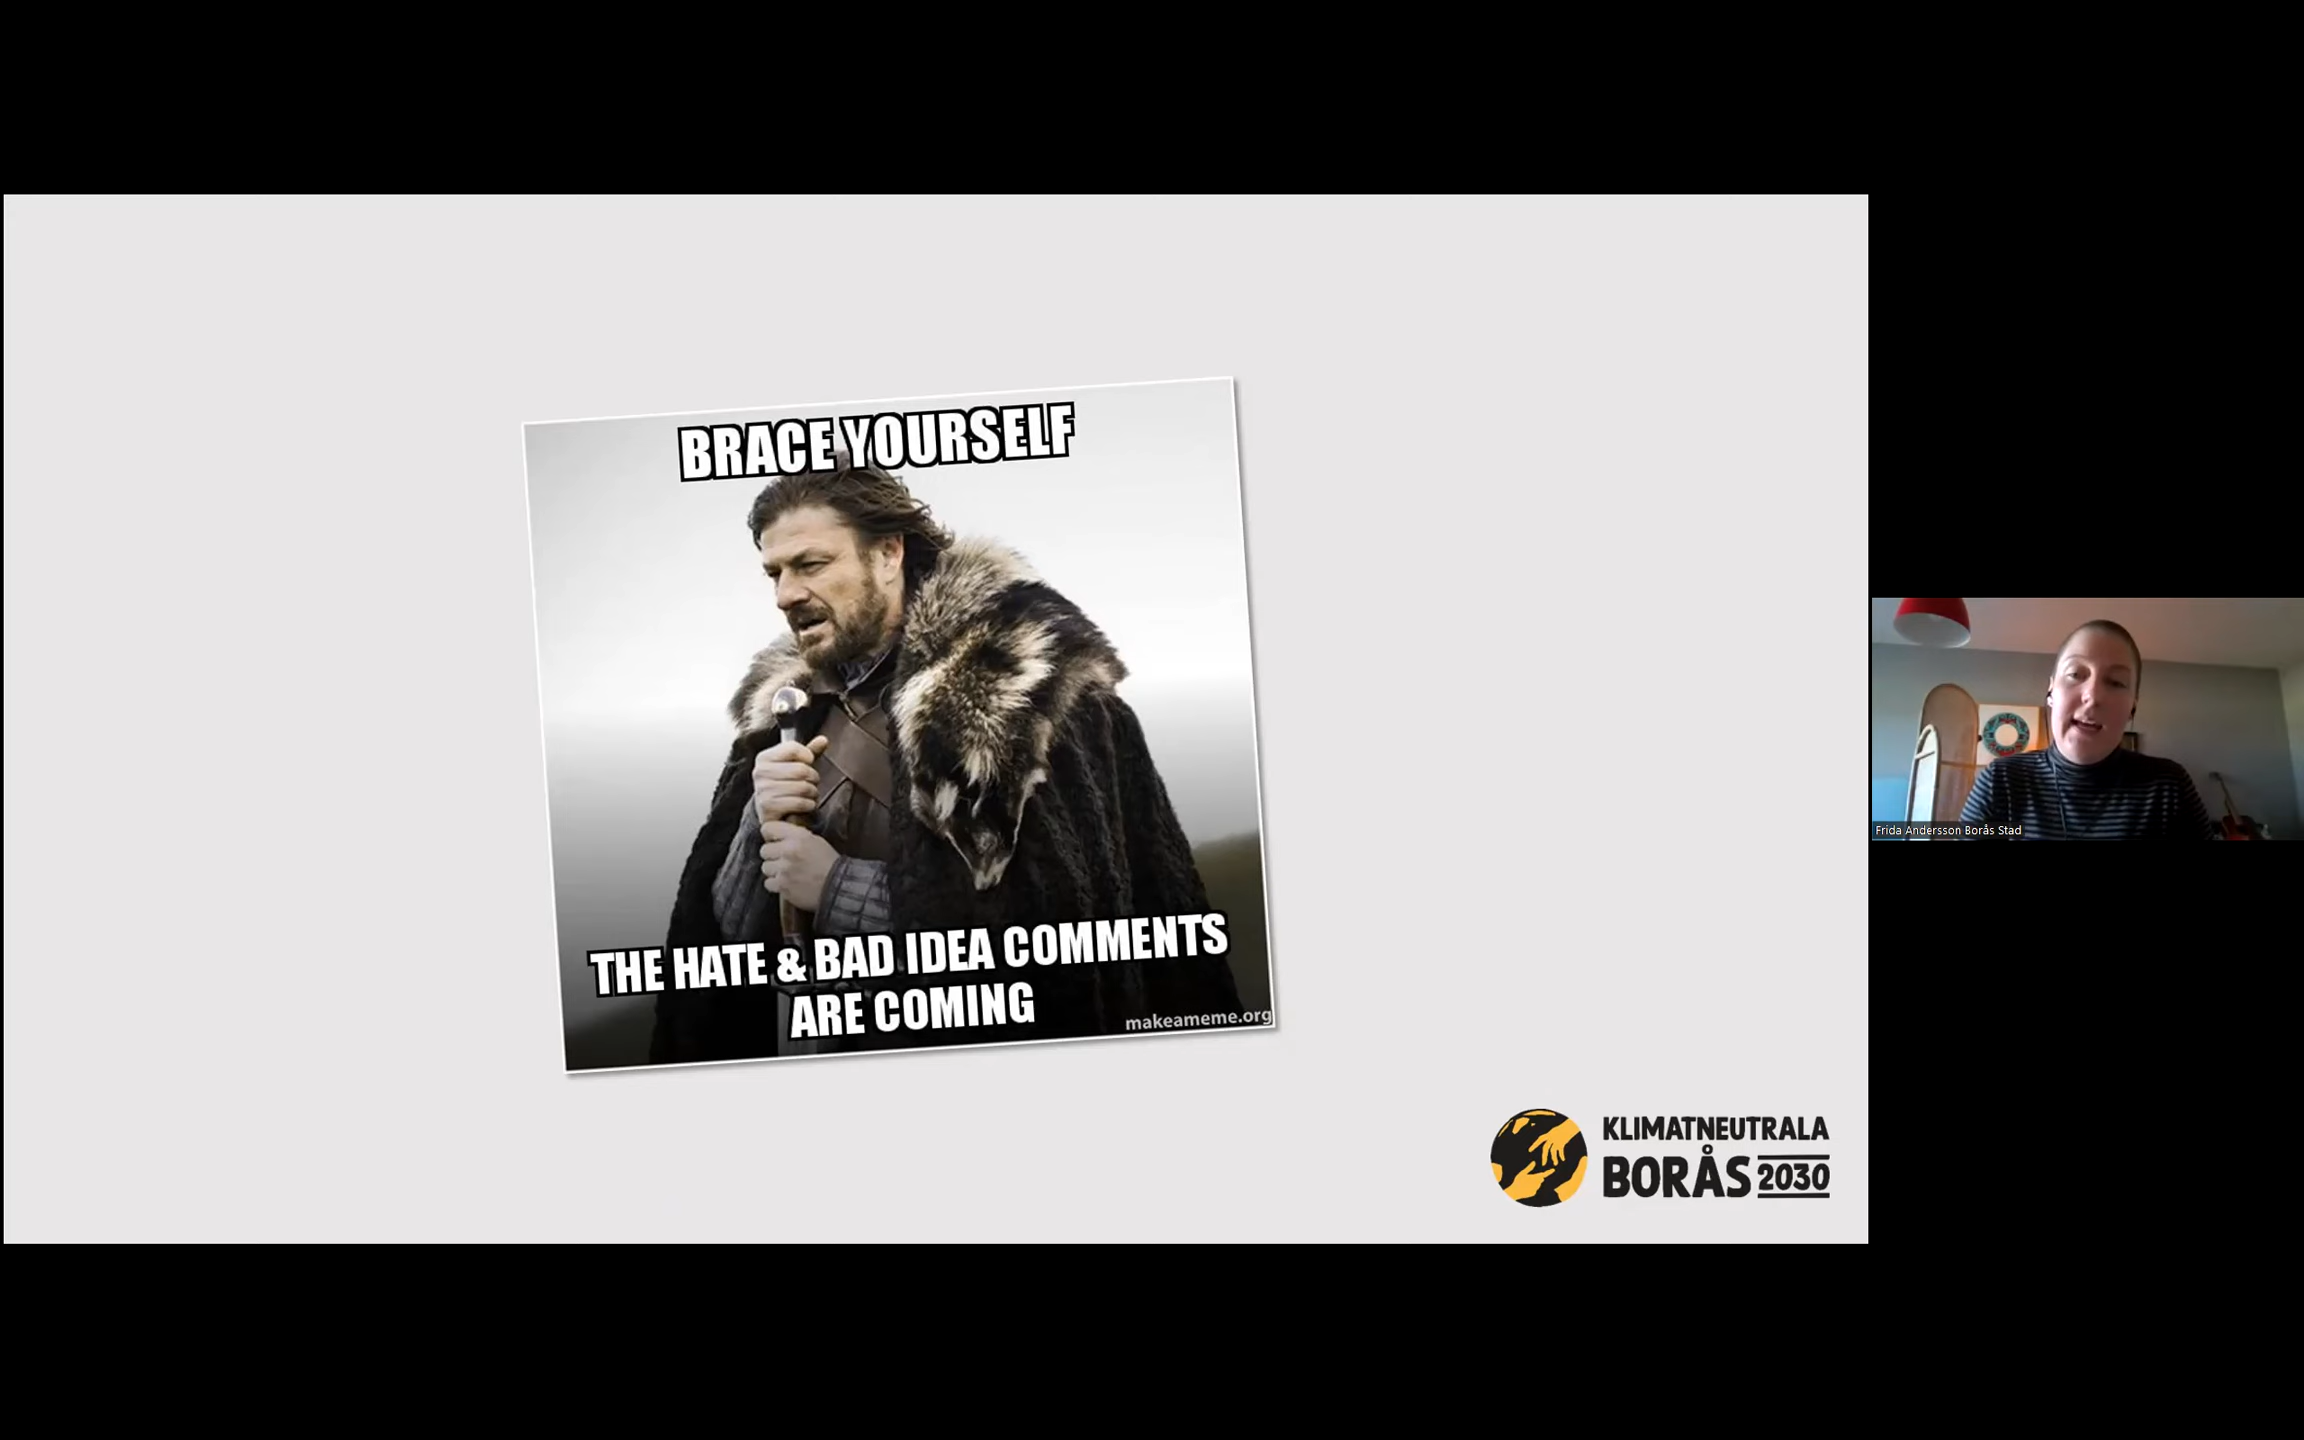 BRACE YOURSELF
THE HATE & BAD IDEA COMMENTS
ARE COMING
makeameme.org
KLIMATNEUTRALA
BORÅS 2030
Frida Andersson Borås Stad